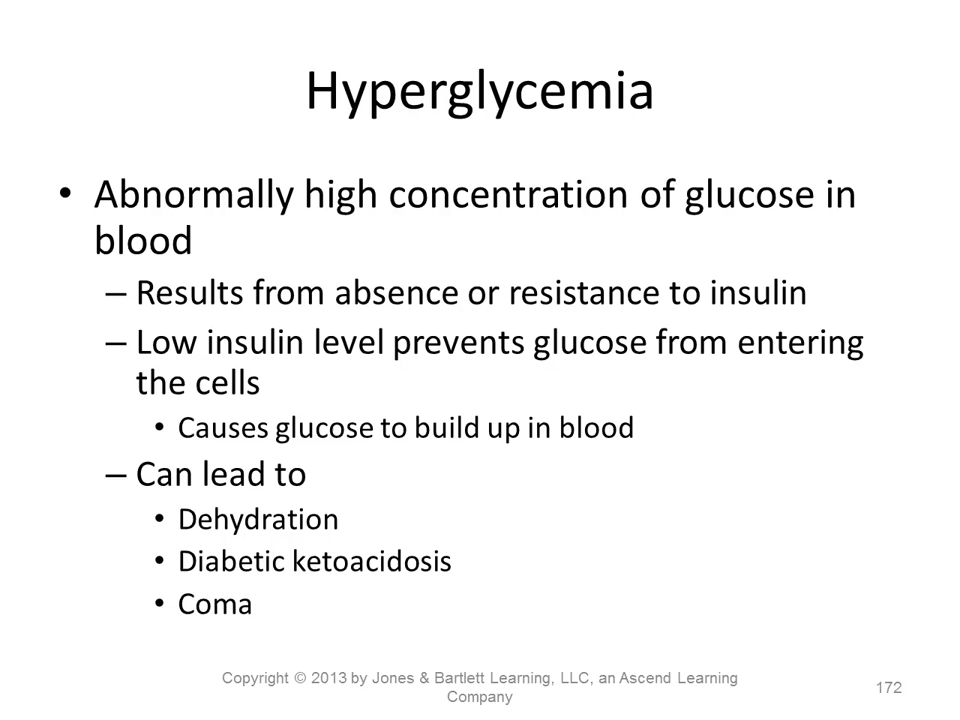 Hyperglycemia
• Abnormally high concentration of glucose in
blood
– Results from absence or resistance to insulin
– Low insulin level prevents glucose from entering
the cells
• Causes glucose to build up in blood
– Can lead to
• Dehydration
• Diabetic ketoacidosis
• Coma
Copyright © 2013 by Jones & Bartlett Learning, LLC, an Ascend Learning
Company
172